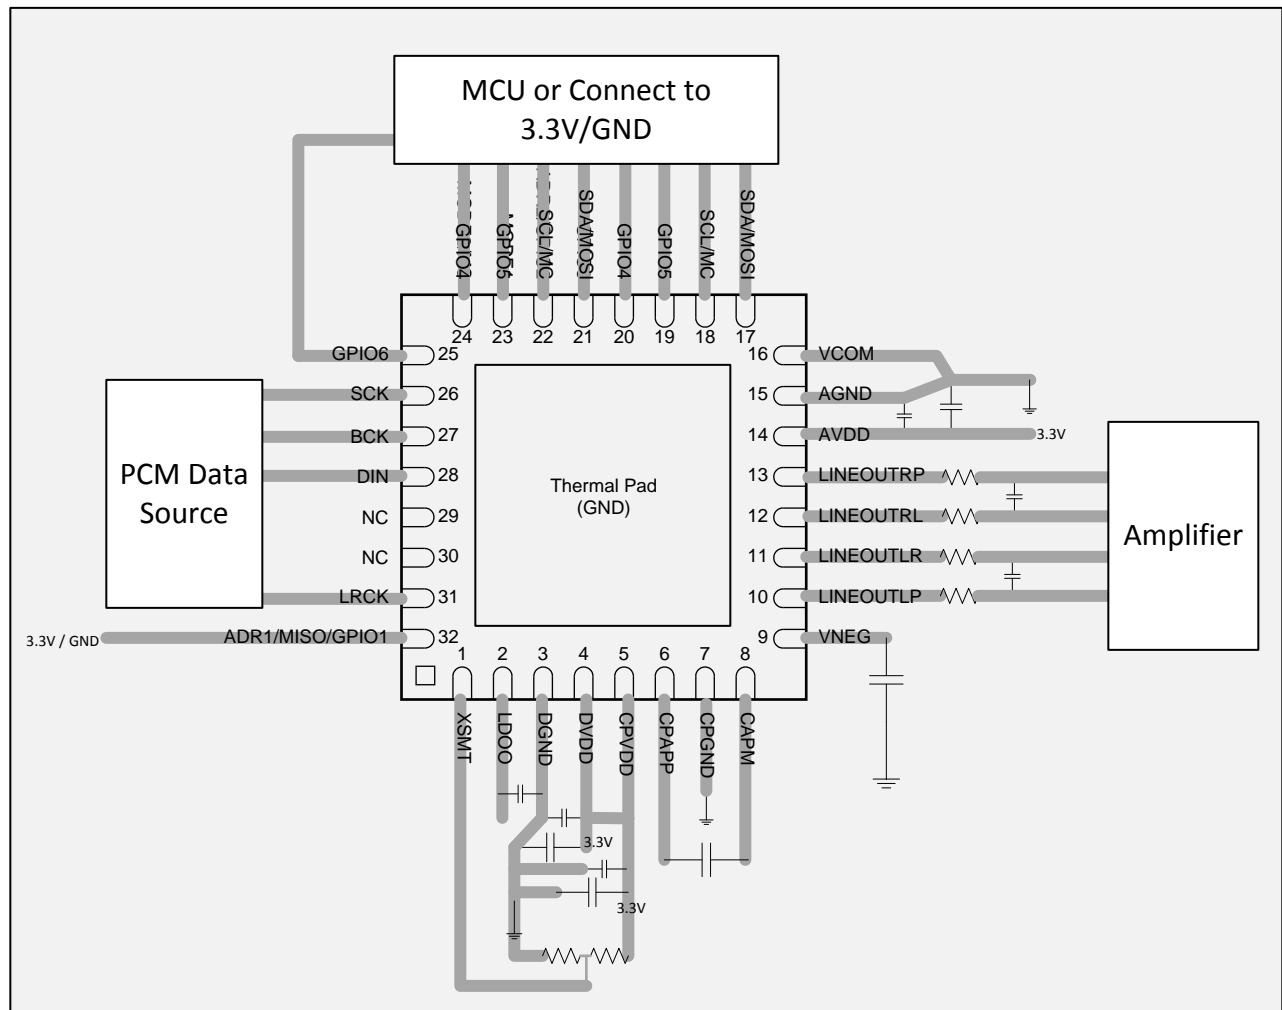 MCU or Connect to
3.3V/GND
GPIO4
GPIO5
SCL/MC
SDA/MOSI
GPIO4
GPIO5
SCL/MC
SDA/MOSI
24
23
22
21
20
19
18
17
GPIO6
25
16
VCOM
SCK
26
15
AGND
BCK
27
14
AVDD
3.3V
DIN
28
13
LINEOUTRP
PCM Data
Source
Thermal Pad
(GND)
NC
29
12
LINEOUTRL
Amplifier
NC
30
11
LINEOUTLR
LRCK
31
10
LINEOUTLP
3.3V / GND
ADR1/MISO/GPIO1
32
9
VNEG
1
2
3
4
5
6
7
8
XSMT
LDOO
DGND
DVDD
CPVDD
CPAPP
CPGND
CAPM
3.3V
3.3V